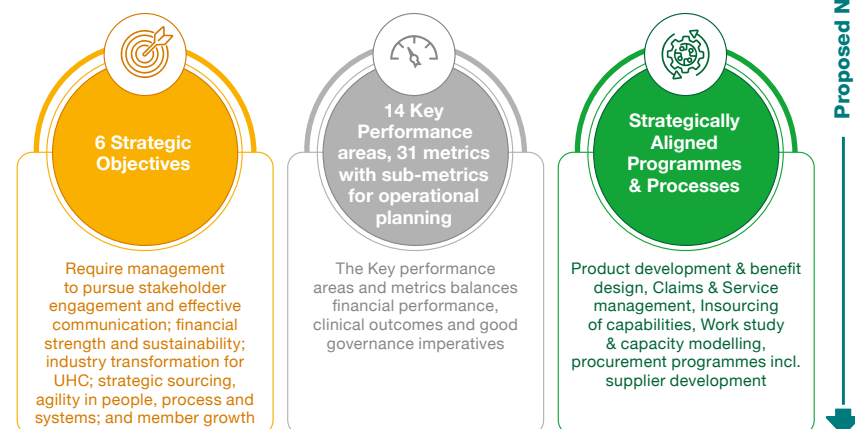 6 Strategic
Objectives
Require management
to pursue stakeholder
engagement and effective
communication; financial
strength and sustainability;
industry transformation for
UHC; strategic sourcing,
agility in people, process and
systems; and member growth
14 Key
Performance
areas, 31 metrics
with sub-metrics
for operational
planning
The Key performance
areas and metrics balances
financial performance,
clinical outcomes and good
governance imperatives
Strategically
Aligned
Programmes
& Processes
Product development & benefit
design, Claims & Service
management, Insourcing
of capabilities, Work study
& capacity modelling,
procurement programmes incl.
supplier development
Proposed